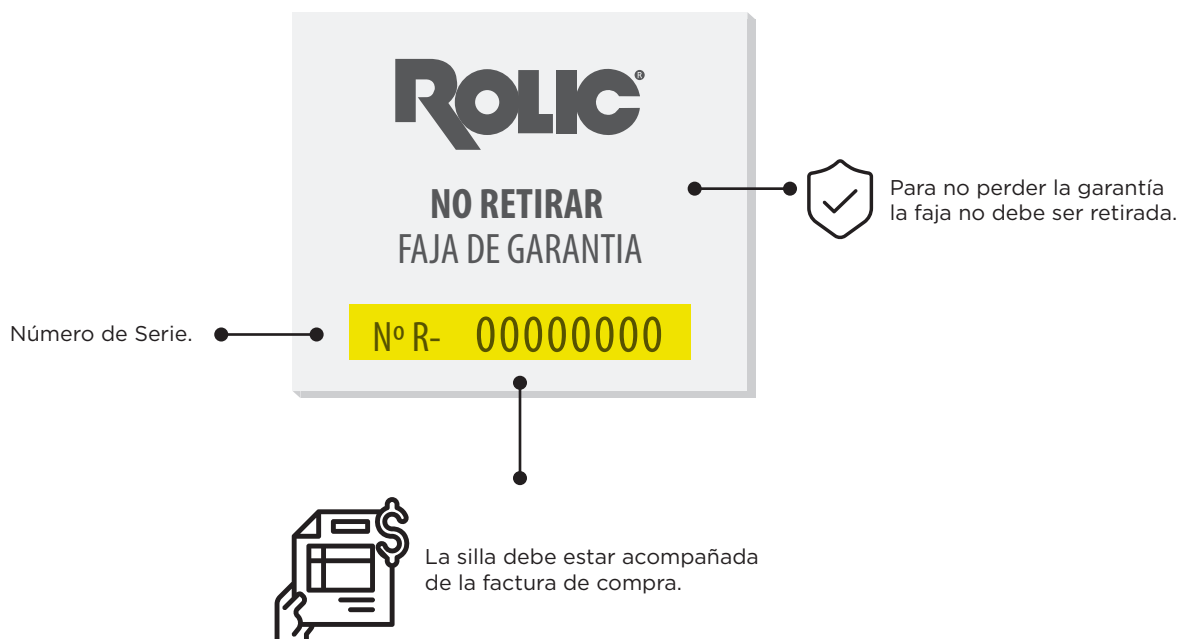 ROLIC®
NO RETIRAR
FAJA DE GARANTIA
Nº R- 00000000
Para no perder la garantía
la faja no debe ser retirada.
Número de Serie.
$
La silla debe estar acompañada
de la factura de compra.